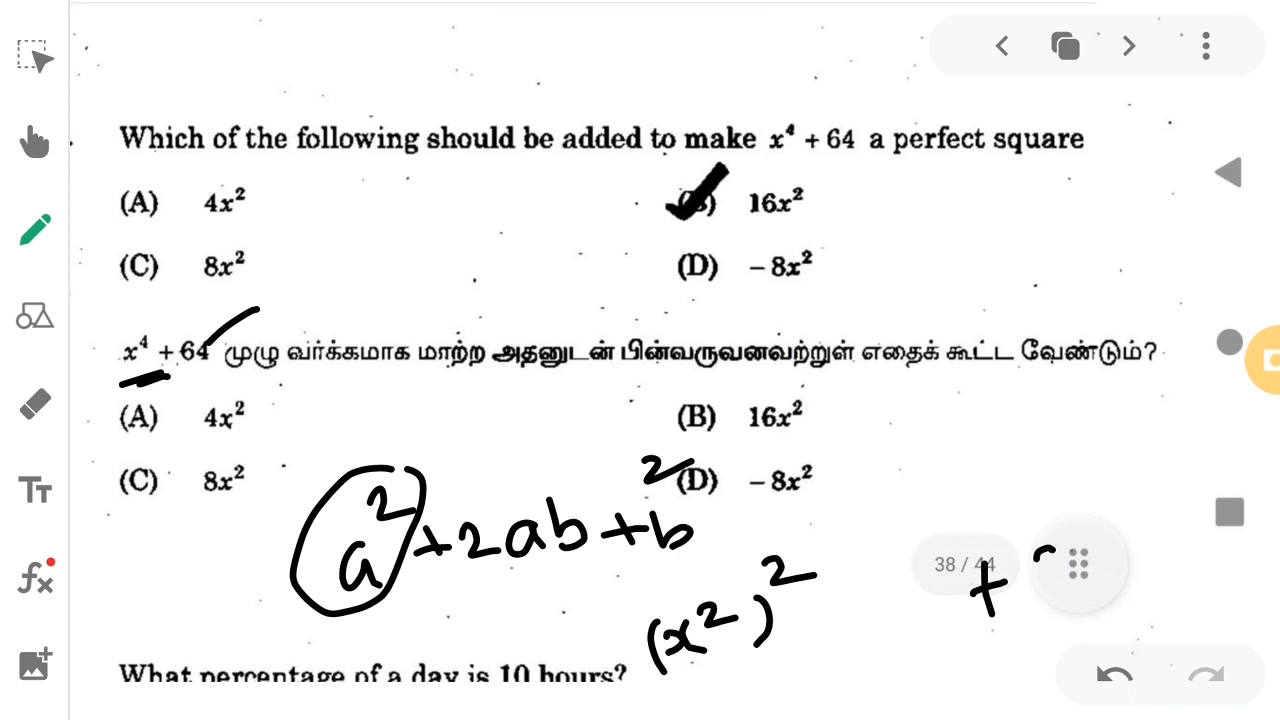 Which of the following should be added to make x⁴ + 64 a perfect square
(A) 4x² (B) 16x²
(C) 8x² (D) – 8x²
x⁴ + 64 முழு வர்க்கமாக மாற்ற அதனுடன் பின்வருவனவற்றுள் எதைக் கூட்ட வேண்டும்?
(A) 4x² (B) 16x²
(C) 8x² (D) – 8x²
a² + 2ab + b²
38 / 44
(x²)² +
What percentage of a day is 10 hours?
TT
fx